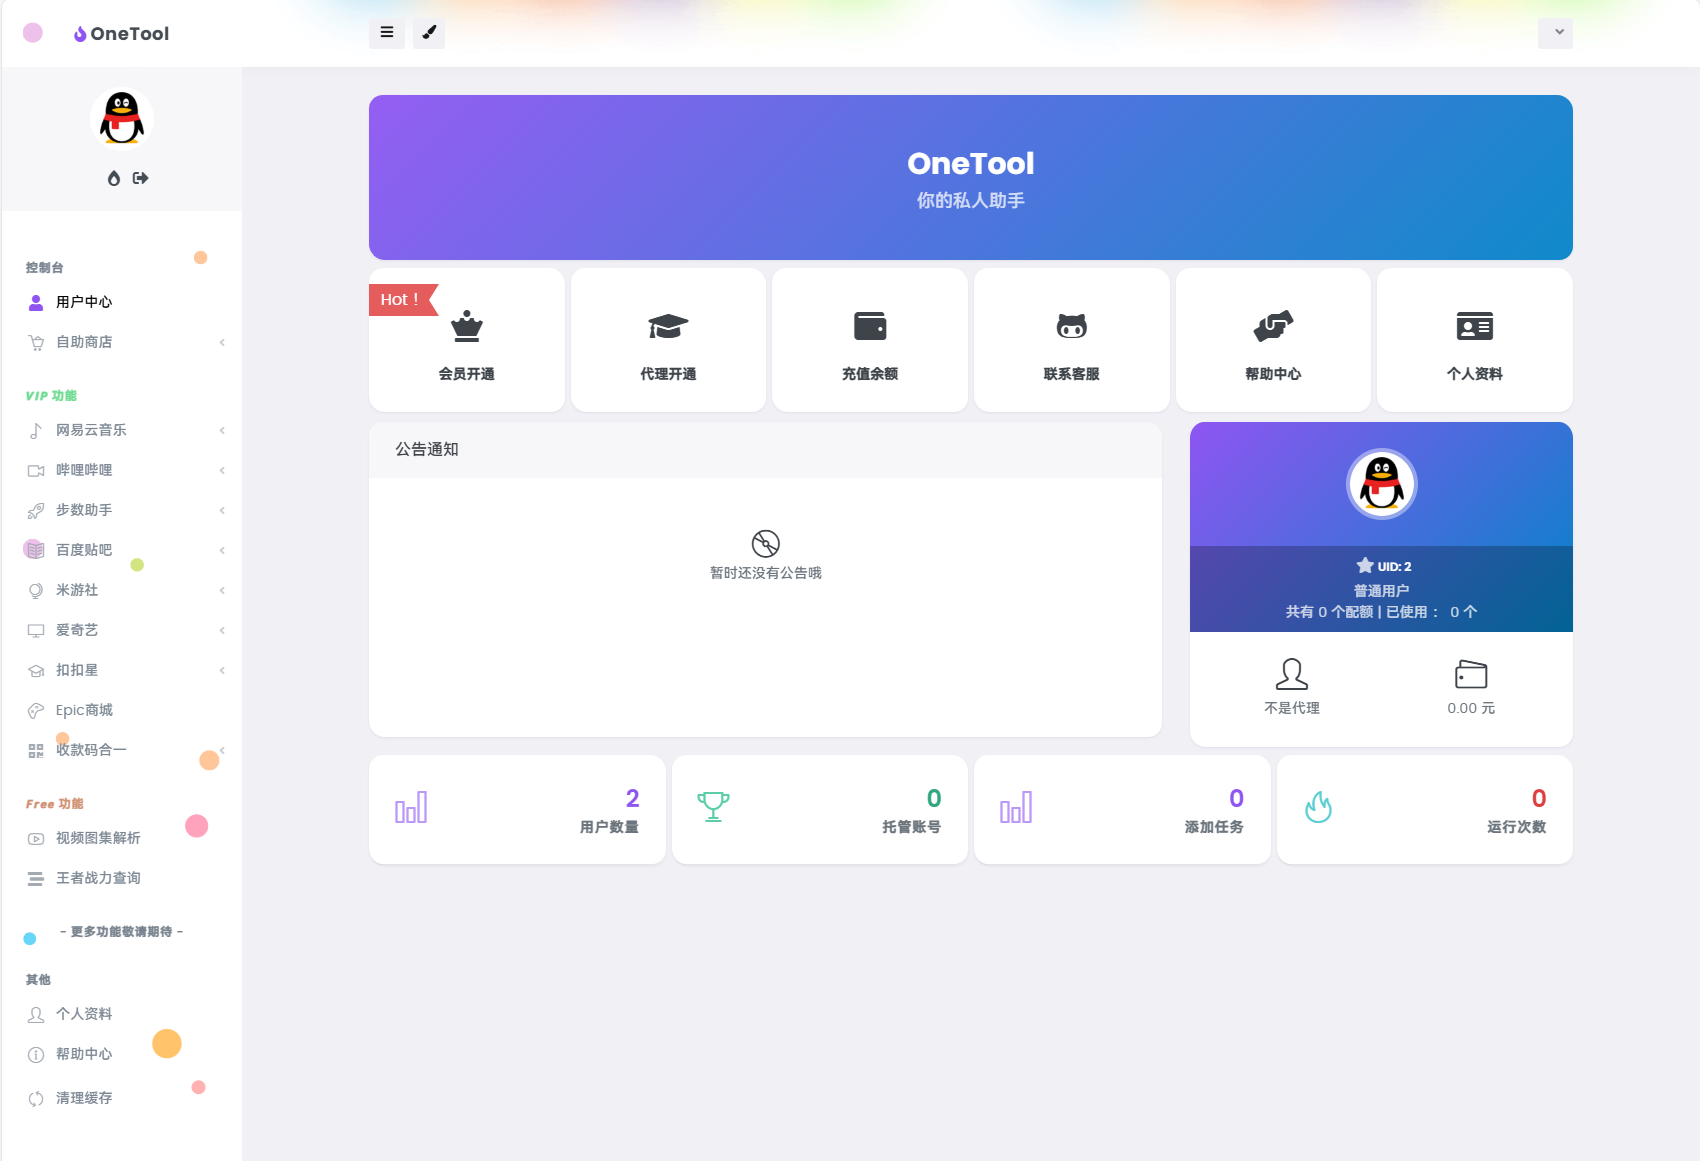 OneTool
控制台
用户中心
自助商店
VIP 功能
网易云音乐
哔哩哔哩
步数助手
百度贴吧
米游社
爱奇艺
扣扣星
Epic商城
收款码合一
Free 功能
视频图集解析
王者战力查询
- 更多功能敬请期待 -
其他
个人资料
帮助中心
清理缓存
OneTool
你的私人助手
Hot !
会员开通
代理开通
充值余额
联系客服
帮助中心
个人资料
公告通知
暂时还没有公告哦
UID: 2
普通用户
共有 0 个配额 | 已使用： 0 个
不是代理
0.00 元
2
用户数量
0
托管账号
0
添加任务
0
运行次数